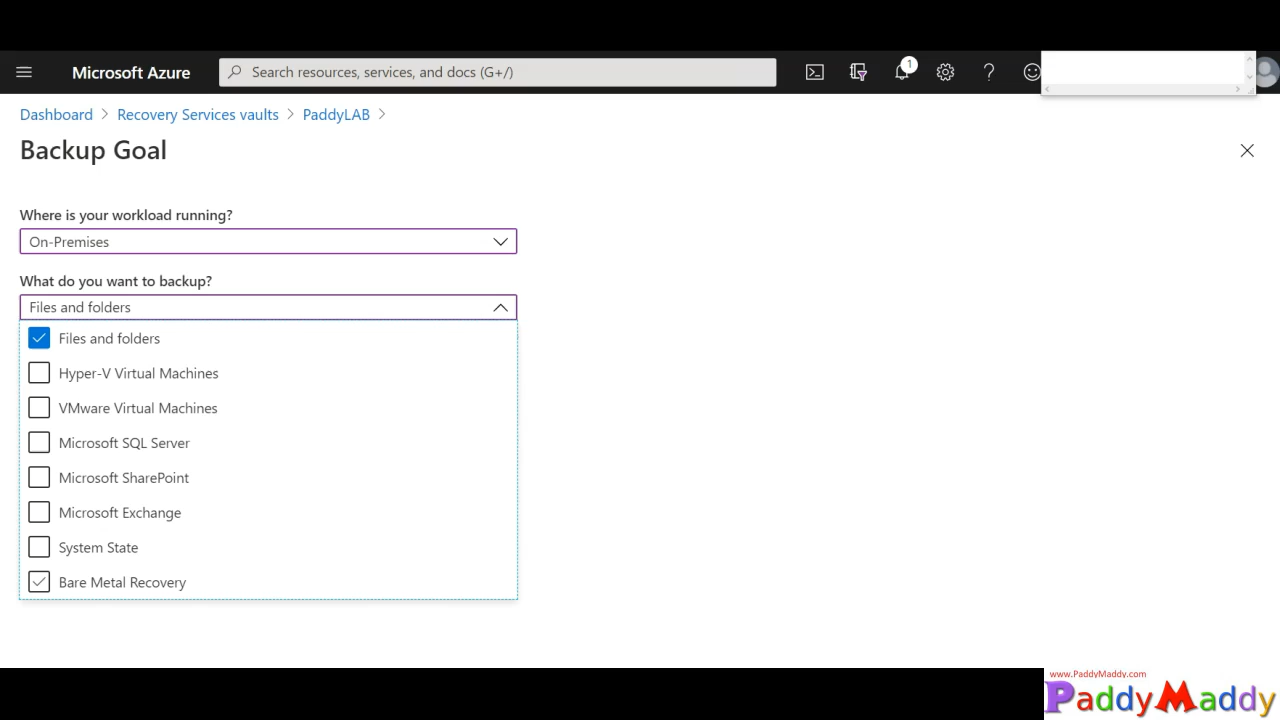 Microsoft Azure
Search resources, services, and docs (G+/)
1
Dashboard > Recovery Services vaults > PaddyLAB >
Backup Goal
Where is your workload running?
On-Premises
What do you want to backup?
Files and folders
Files and folders
Hyper-V Virtual Machines
VMware Virtual Machines
Microsoft SQL Server
Microsoft SharePoint
Microsoft Exchange
System State
Bare Metal Recovery
www.PaddyMaddy.com
PaddyMaddy